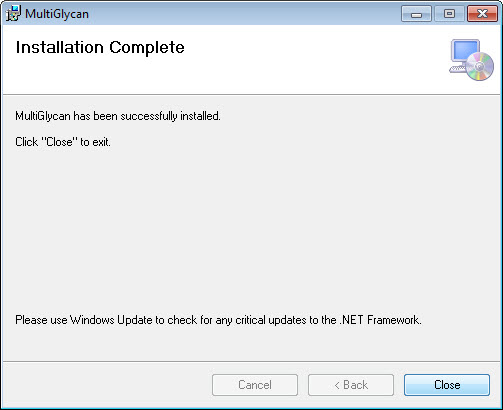 MultiGlycan
Installation Complete
MultiGlycan has been successfully installed.
Click "Close" to exit.
Please use Windows Update to check for any critical updates to the .NET Framework.
Cancel
< Back
Close